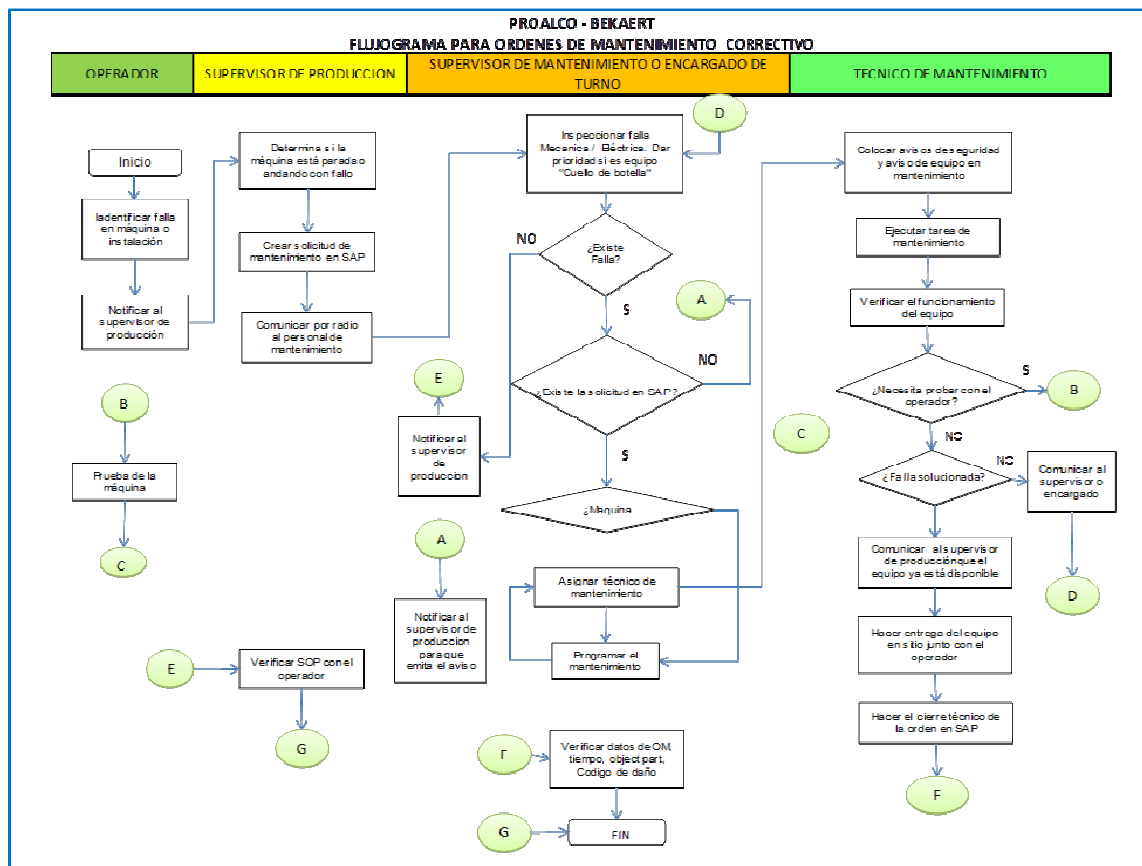 PROALCO - BEKAERT
FLUJOGRAMA PARA ORDENES DE MANTENIMIENTO CORRECTIVO
OPERADOR
SUPERVISOR DE PRODUCCION
SUPERVISOR DE MANTENIMIENTO O ENCARGADO DE
TURNO
TECNICO DE MANTENIMIENTO
Inicio
Iadentificar falla
en máquina o
instalación
Notificar al
supervisor de
producción
B
Prueba de la
máquina
C
E
Determina si la
máquina está parada o
andando con fallo
Crear solicitud de
mantenimiento en SAP
Comunicar por radio
al personal de
mantenimiento
Verificar SOP con el
operador
G
D
Inspeccionar falla
Mecanica / Eléctrica. Dar
prioridad si es equipo
"Cuello de botella"
NO
¿Existe
Falla?
S
A
NO
E
¿Existe la solicitud en SAP?
Notificar al
supervisor
de
produccion
S
¿Maquina
A
Notificar al
supervisor de
produccion
para que
emita el aviso
Asignar técnico de
mantenimiento
Programar el
mantenimiento
F
Verificar datos de OM,
tiempo, object part,
Codigo de daño
G
FIN
Colocar avisos de seguridad
y aviso de equipo en
mantenimiento
Ejecutar tarea de
mantenimiento
Verificar el funcionamiento
del equipo
¿Necesita probar con el
operador?
S
B
C
NO
¿Falla solucionada?
NO
Comunicar al
supervisor o
encargado
D
Comunicar al supervisor
de producción que el
equipo ya está disponible
Hacer entrega del equipo
en sitio junto con el
operador
Hacer el cierre técnico de
la orden en SAP
F